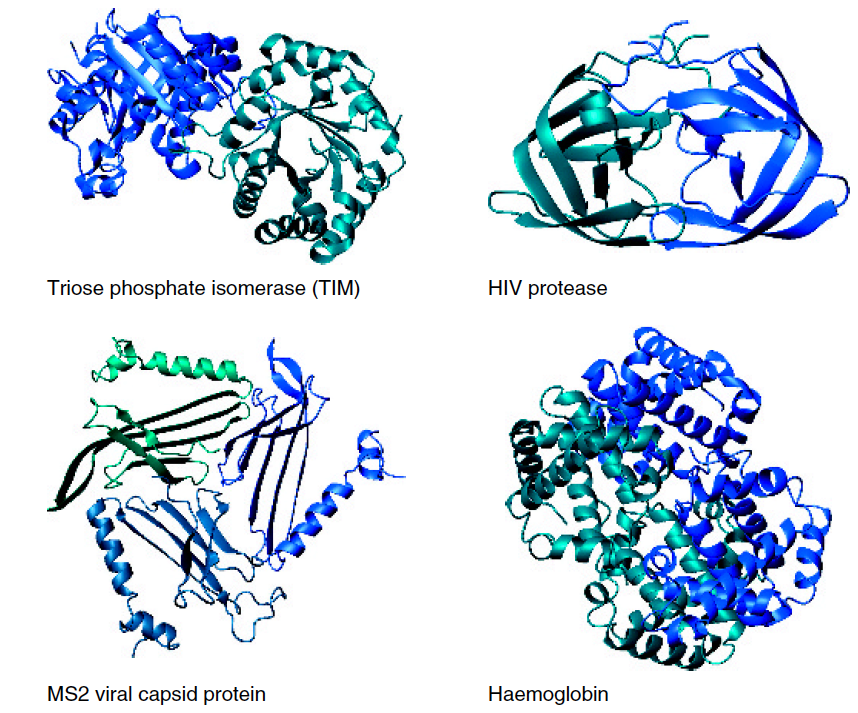 Triose phosphate isomerase (TIM)
HIV protease
MS2 viral capsid protein
Haemoglobin